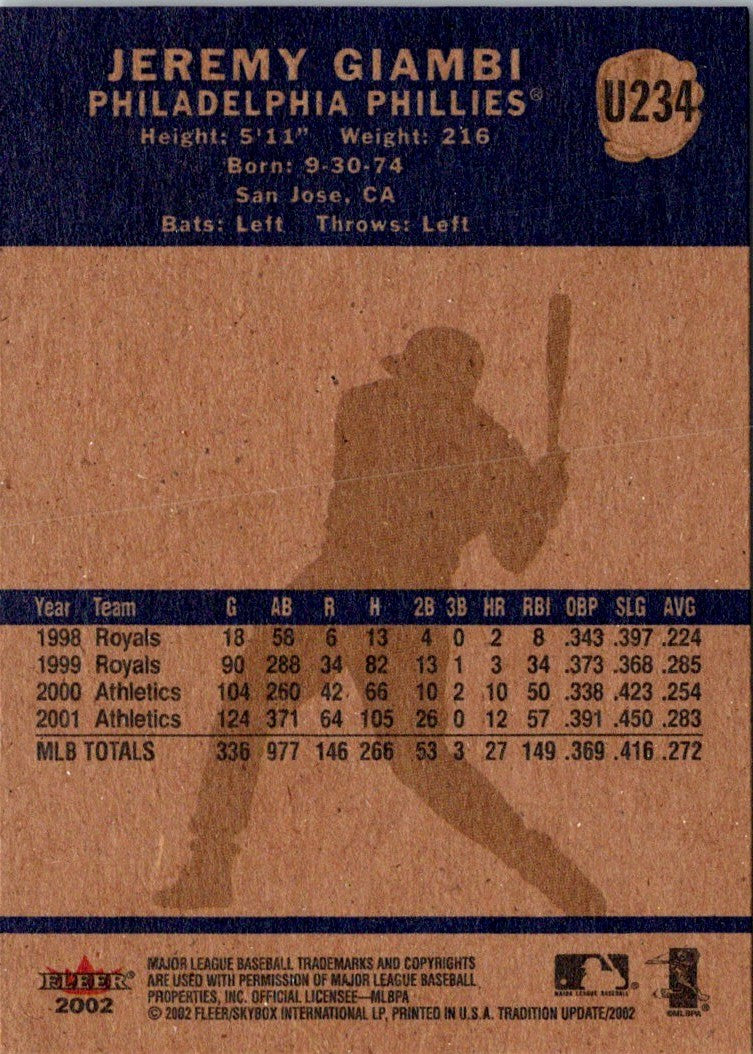 JEREMY GIAMBI
PHILADELPHIA PHILLIES®
U234
Height: 5'11" Weight: 216
Born: 9-30-74
San Jose, CA
Bats: Left Throws: Left
Year Team G AB R H 2B 3B HR RBI OBP SLG AVG
1998 Royals 18 58 6 13 4 0 2 8 .343 .397 .224
1999 Royals 90 288 34 82 13 1 3 34 .373 .368 .285
2000 Athletics 104 260 42 66 10 2 10 50 .338 .423 .254
2001 Athletics 124 371 64 105 26 0 12 57 .391 .450 .283
MLB TOTALS 336 977 146 266 53 3 27 149 .369 .416 .272
FLEER®
2002
MAJOR LEAGUE BASEBALL TRADEMARKS AND COPYRIGHTS
ARE USED WITH PERMISSION OF MAJOR LEAGUE BASEBALL
PROPERTIES, INC. OFFICIAL LICENSEE—MLBPA
© 2002 FLEER/SKYBOX INTERNATIONAL LP, PRINTED IN U.S.A. TRADITION UPDATE/2002
MAJOR LEAGUE BASEBALL®
©MLBPA